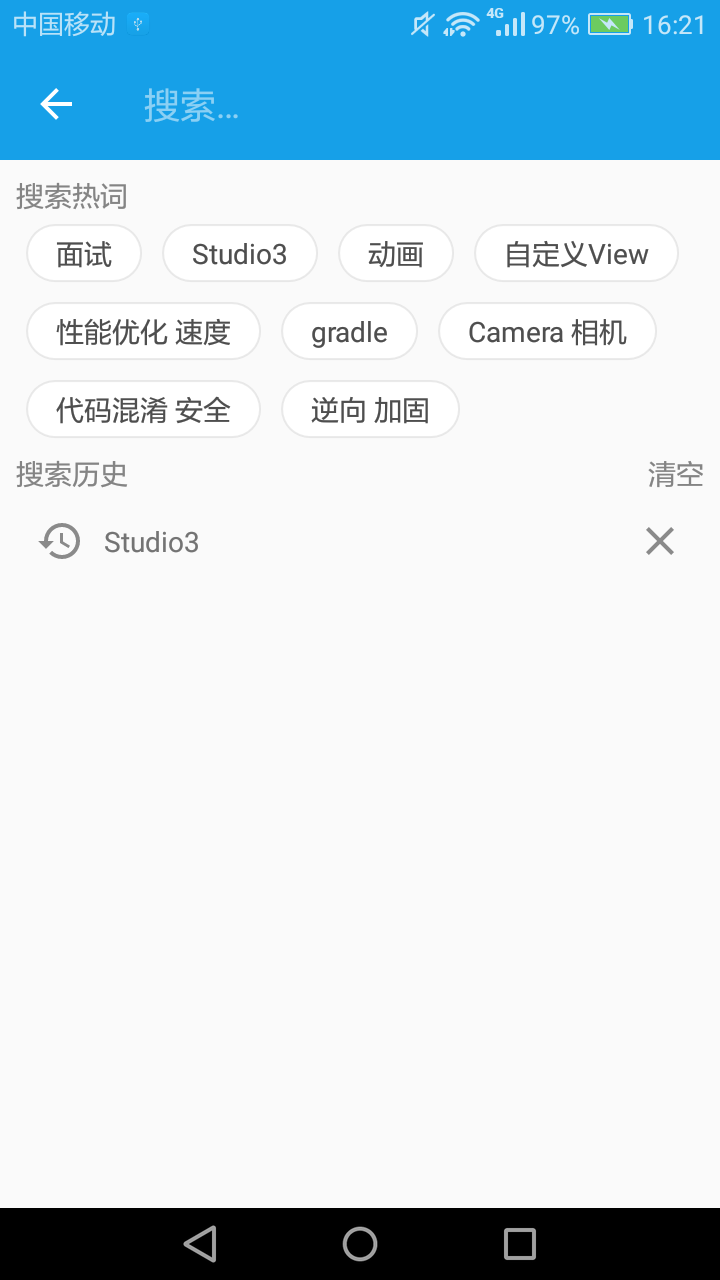 中国移动 4G 97% 16:21
搜索...
搜索热词
面试 Studio3 动画 自定义View
性能优化 速度 gradle Camera 相机
代码混淆 安全 逆向 加固
搜索历史 清空
Studio3